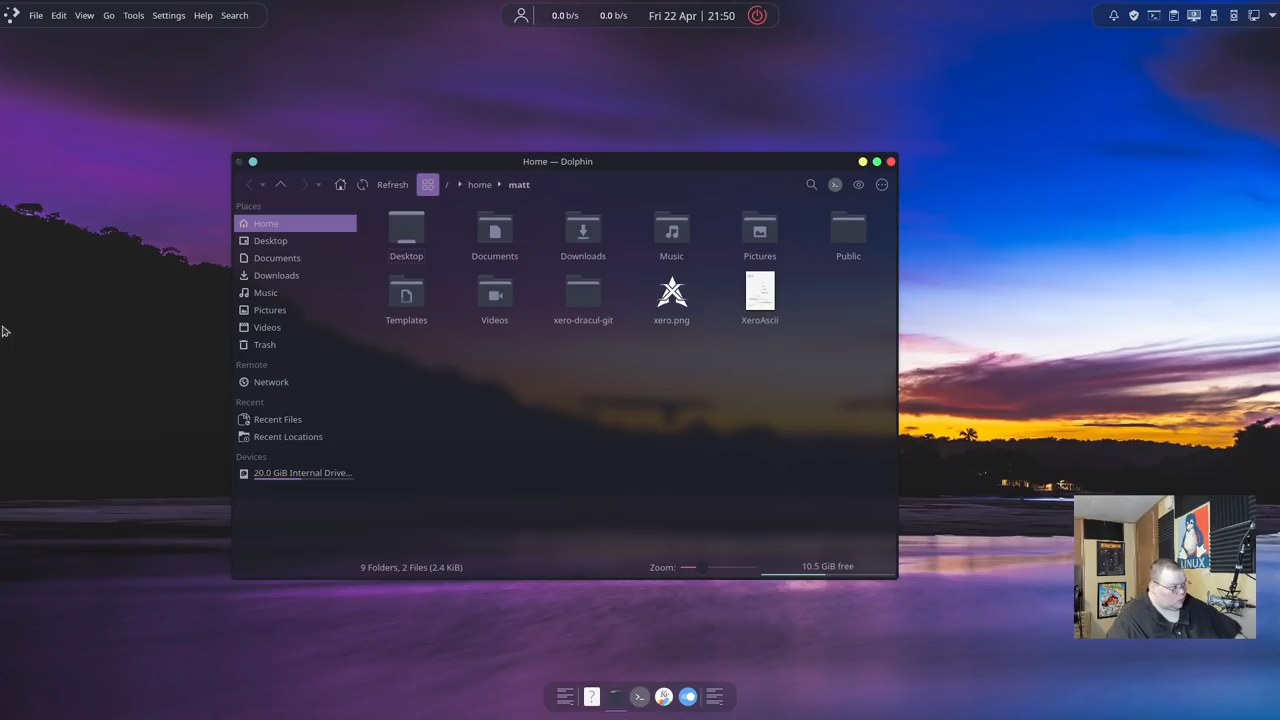 File Edit View Go Tools Settings Help Search
0.0 b/s 0.0 b/s Fri 22 Apr | 21:50
Home — Dolphin
Refresh / home matt
Places
Home
Desktop
Documents
Downloads
Music
Pictures
Videos
Trash
Remote
Network
Recent
Recent Files
Recent Locations
Devices
20.0 GiB Internal Drive...
Desktop Documents Downloads Music Pictures Public
Templates Videos xero-dracul-git xero.png XeroAscii
9 Folders, 2 Files (2.4 KiB) Zoom: 10.5 GiB free
LINUX